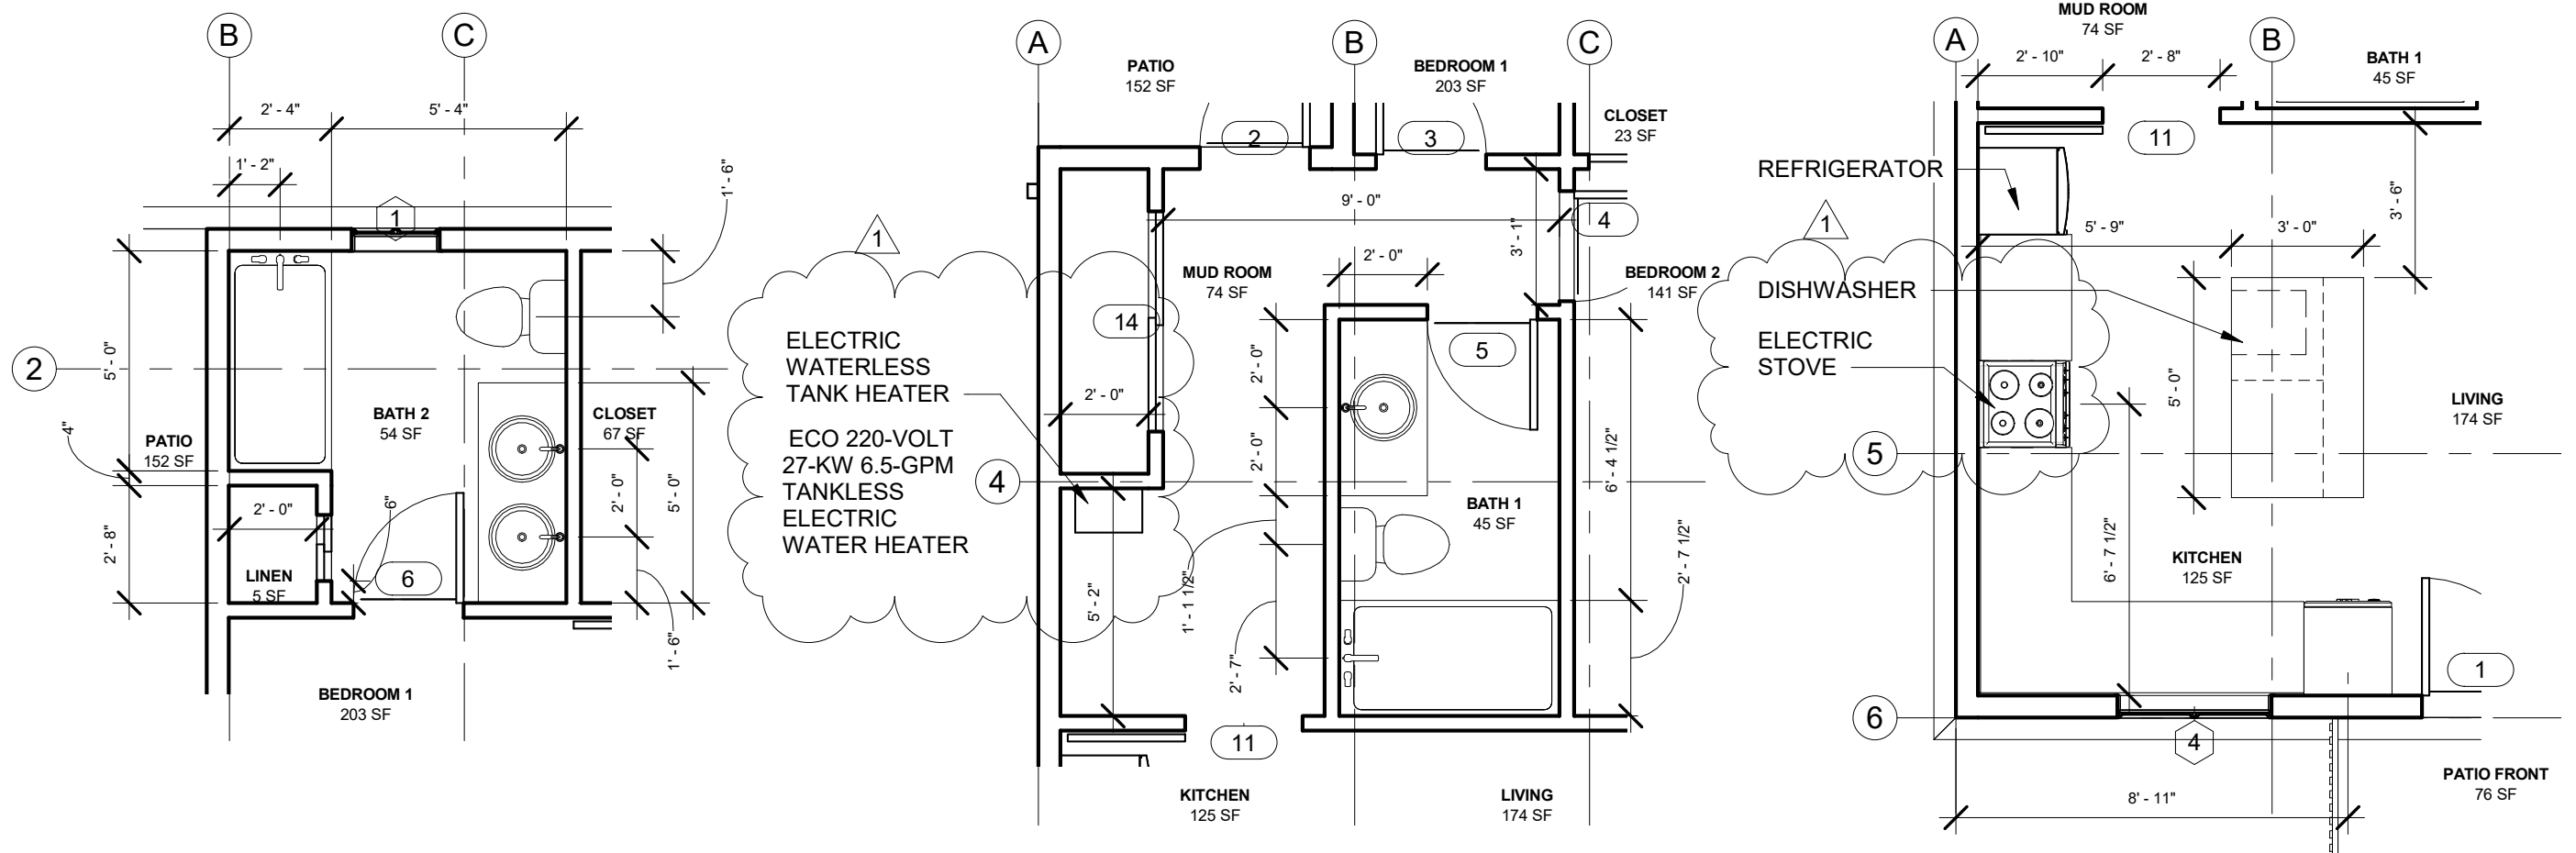 B
C
2' - 4"
5' - 4"
1' - 2"
1' - 6"
1
2
5' - 0"
4"
PATIO
152 SF
BATH 2
54 SF
CLOSET
67 SF
2' - 0"
5' - 0"
2' - 0"
6"
2' - 8"
LINEN
5 SF
6
1' - 6"
BEDROOM 1
203 SF
A
B
C
PATIO
152 SF
BEDROOM 1
203 SF
CLOSET
23 SF
2
3
4
9' - 0"
3' - 1"
1
MUD ROOM
74 SF
2' - 0"
BEDROOM 2
141 SF
14
5
ELECTRIC
WATERLESS
TANK HEATER
ECO 220-VOLT
27-KW 6.5-GPM
TANKLESS
ELECTRIC
WATER HEATER
2' - 0"
2' - 0"
2' - 0"
6' - 4 1/2"
4
BATH 1
45 SF
5' - 2"
1' - 1 1/2"
2' - 7"
2' - 7 1/2"
11
KITCHEN
125 SF
LIVING
174 SF
MUD ROOM
74 SF
A
B
2' - 10"
2' - 8"
BATH 1
45 SF
11
REFRIGERATOR
3' - 6"
1
5' - 9"
3' - 0"
DISHWASHER
ELECTRIC
STOVE
5' - 0"
LIVING
174 SF
5
6' - 7 1/2"
KITCHEN
125 SF
1
6
4
8' - 11"
PATIO FRONT
76 SF